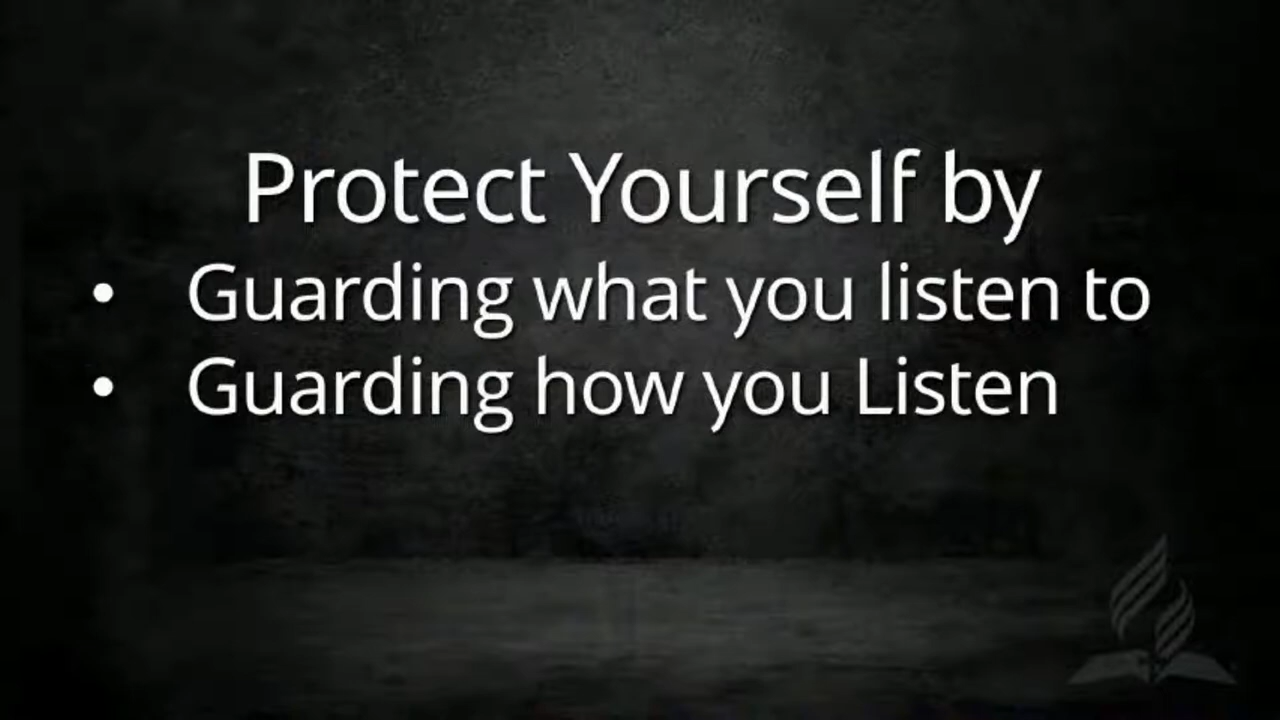 Protect Yourself by
• Guarding what you listen to
• Guarding how you Listen